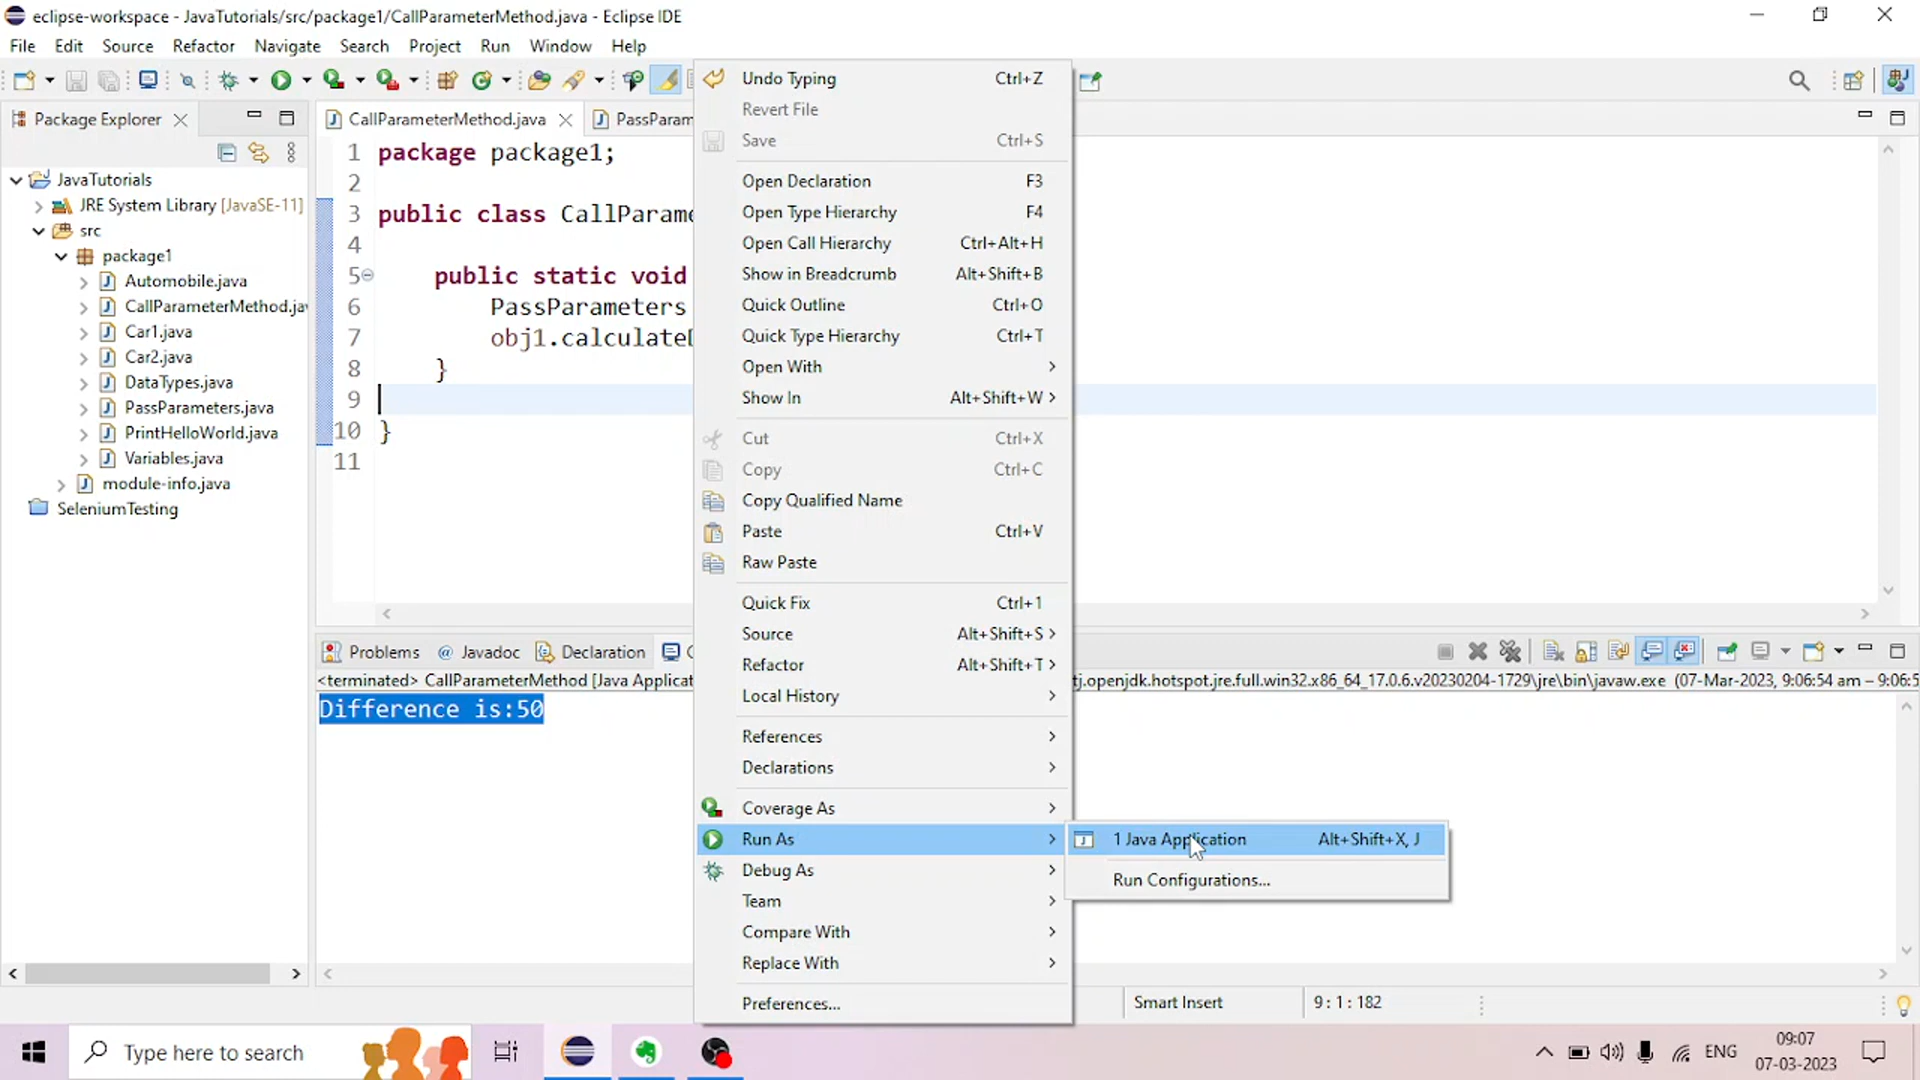 eclipse-workspace - JavaTutorials/src/package1/CallParameterMethod.java - Eclipse IDE
File Edit Source Refactor Navigate Search Project Run Window Help
Package Explorer
JavaTutorials
JRE System Library [JavaSE-11]
src
package1
Automobile.java
CallParameterMethod.jav
Car1.java
Car2.java
DataTypes.java
PassParameters.java
PrintHelloWorld.java
Variables.java
module-info.java
SeleniumTesting
CallParameterMethod.java PassParam
1 package package1;
2
3 public class CallParame
4
5 public static void
6 PassParameters
7 obj1.calculate
8 }
9
10 }
11
Undo Typing Ctrl+Z
Revert File
Save Ctrl+S
Open Declaration F3
Open Type Hierarchy F4
Open Call Hierarchy Ctrl+Alt+H
Show in Breadcrumb Alt+Shift+B
Quick Outline Ctrl+O
Quick Type Hierarchy Ctrl+T
Open With
Show In Alt+Shift+W
Cut Ctrl+X
Copy Ctrl+C
Copy Qualified Name
Paste Ctrl+V
Raw Paste
Quick Fix Ctrl+1
Source Alt+Shift+S
Refactor Alt+Shift+T
Local History
References
Declarations
Coverage As
Run As
Debug As
Team
Compare With
Replace With
Preferences...
1 Java Application Alt+Shift+X, J
Run Configurations...
Problems @ Javadoc Declaration
<terminated> CallParameterMethod [Java Applicat tj.openjdk.hotspot.jre.full.win32.x86_64_17.0.6.v20230204-1729\jre\bin\javaw.exe (07-Mar-2023, 9:06:54 am – 9:06:5
Difference is:50
Smart Insert 9 : 1 : 182
Type here to search
ENG
09:07
07-03-2023